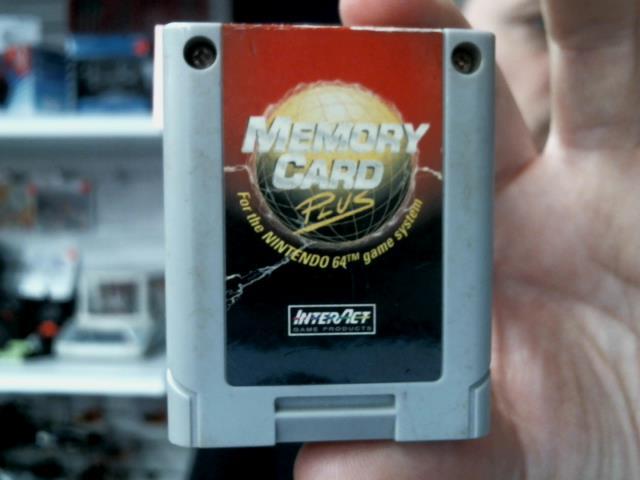 MEMORY
CARD
PLUS
For the NINTENDO 64™ game system
INTERACT
GAME PRODUCTS